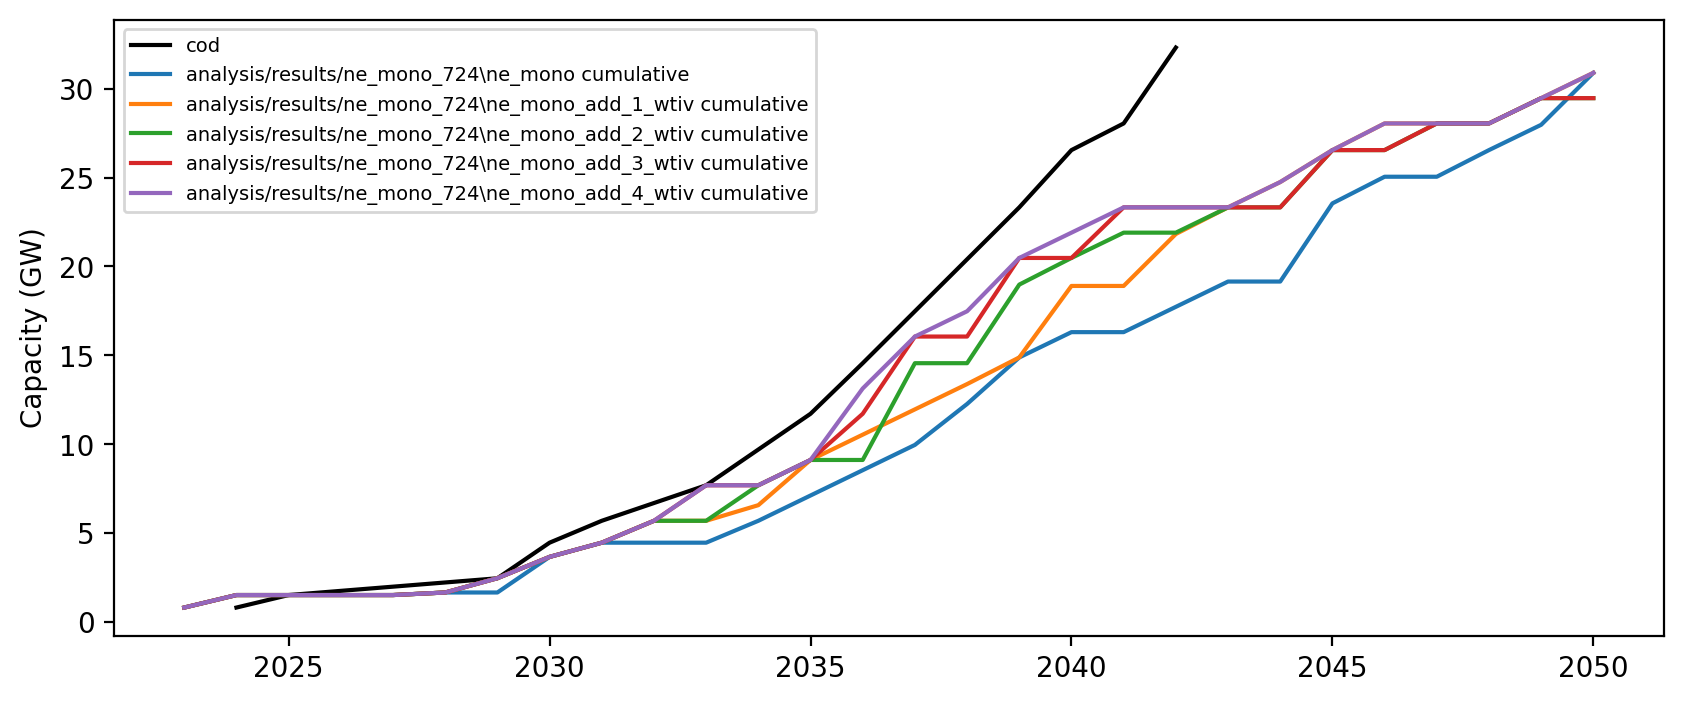 cod
analysis/results/ne_mono_724\ne_mono cumulative
analysis/results/ne_mono_724\ne_mono_add_1_wtiv cumulative
analysis/results/ne_mono_724\ne_mono_add_2_wtiv cumulative
analysis/results/ne_mono_724\ne_mono_add_3_wtiv cumulative
analysis/results/ne_mono_724\ne_mono_add_4_wtiv cumulative
Capacity (GW)
30
25
20
15
10
5
0
2025 2030 2035 2040 2045 2050